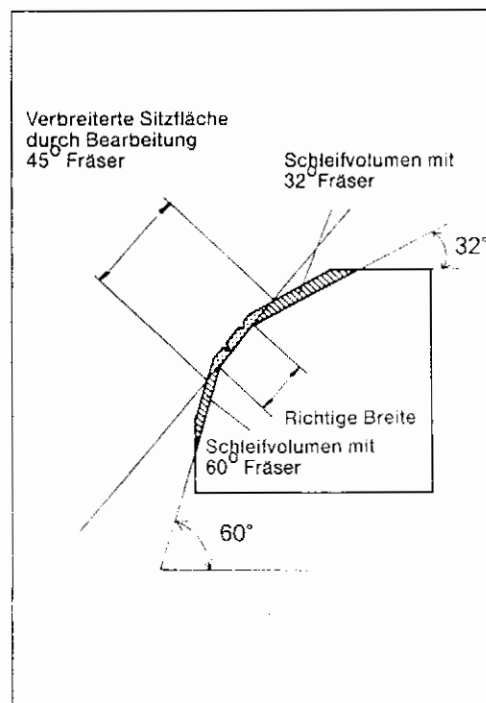 Verbreiterte Sitzfläche
durch Bearbeitung
45° Fräser
Schleifvolumen mit
32° Fräser
32°
Richtige Breite
Schleifvolumen mit
60° Fräser
60°